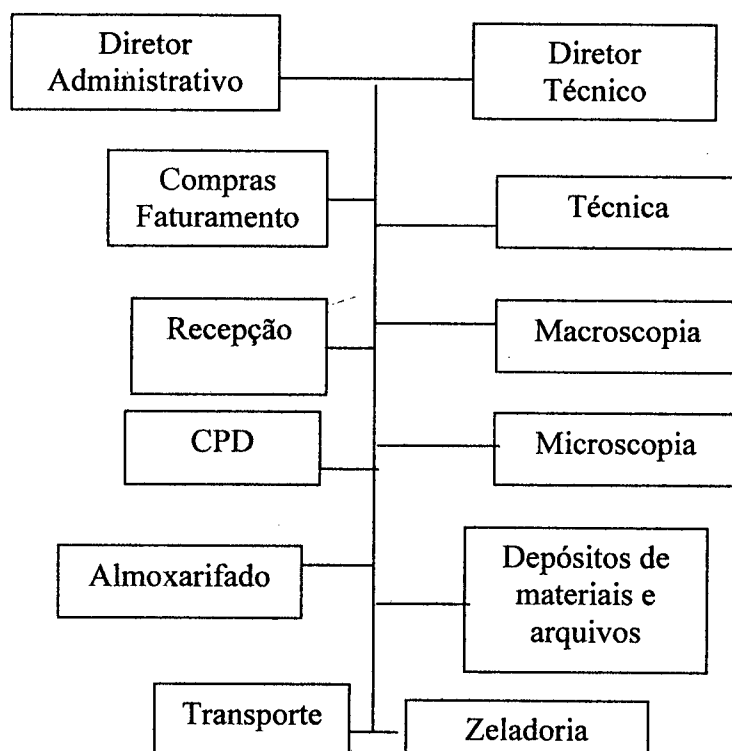 Diretor
Administrativo
Diretor
Técnico
Compras
Faturamento
Técnica
Recepção
Macroscopia
CPD
Microscopia
Almoxarifado
Depósitos de
materiais e
arquivos
Transporte
Zeladoria